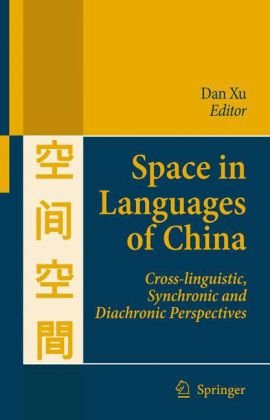 Dan Xu
Editor
空
间
空
間
Space in
Languages
of China
Cross-linguistic,
Synchronic and
Diachronic Perspectives
Springer